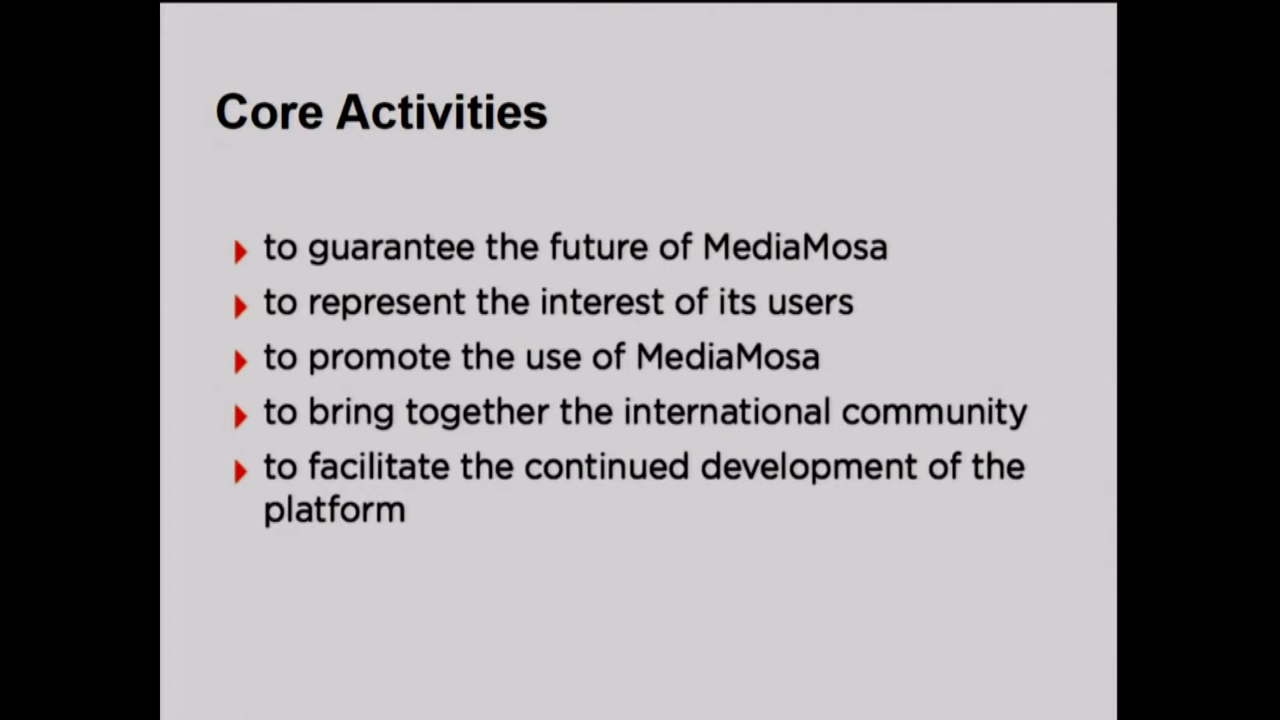 Core Activities
to guarantee the future of MediaMosa
to represent the interest of its users
to promote the use of MediaMosa
to bring together the international community
to facilitate the continued development of the
platform